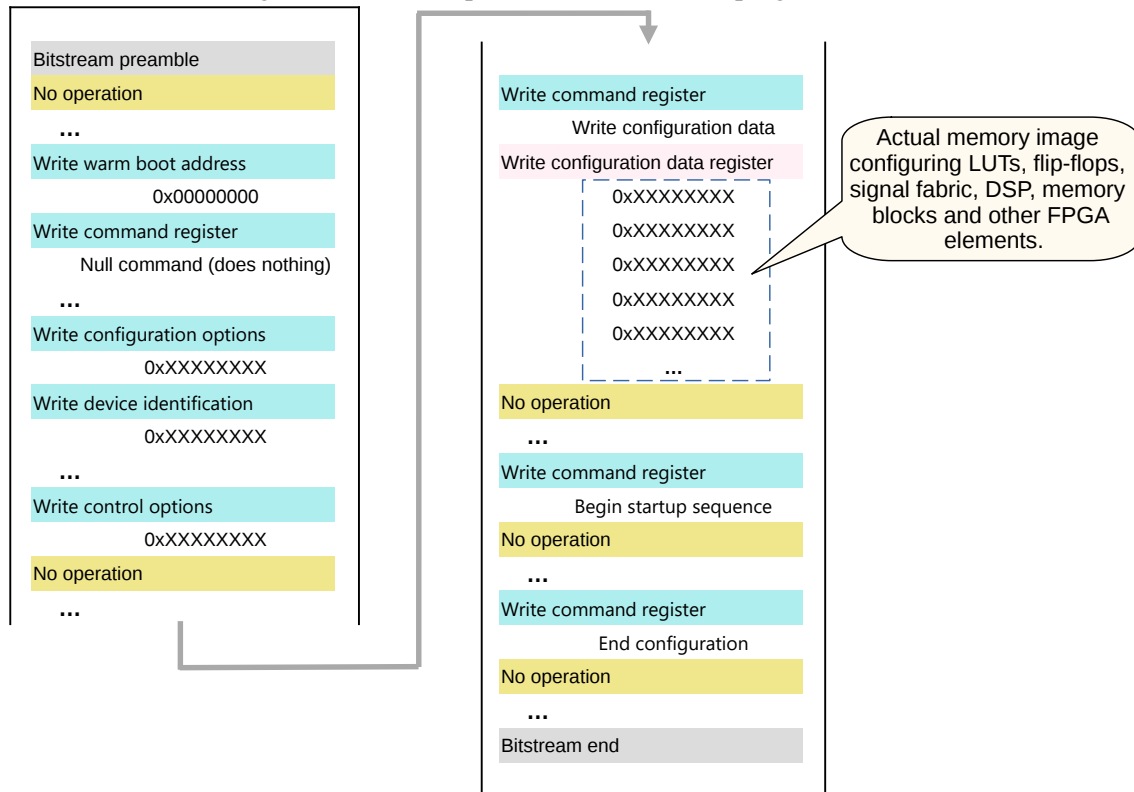 Bitstream preamble
No operation
...
Write warm boot address
0x00000000
Write command register
Null command (does nothing)
...
Write configuration options
0xXXXXXXXX
Write device identification
0xXXXXXXXX
...
Write control options
0xXXXXXXXX
No operation
...
Write command register
Write configuration data
Write configuration data register
0xXXXXXXXX
0xXXXXXXXX
0xXXXXXXXX
0xXXXXXXXX
0xXXXXXXXX
...
No operation
...
Write command register
Begin startup sequence
No operation
...
Write command register
End configuration
No operation
...
Bitstream end
Actual memory image
configuring LUTs, flip-flops,
signal fabric, DSP, memory
blocks and other FPGA
elements.